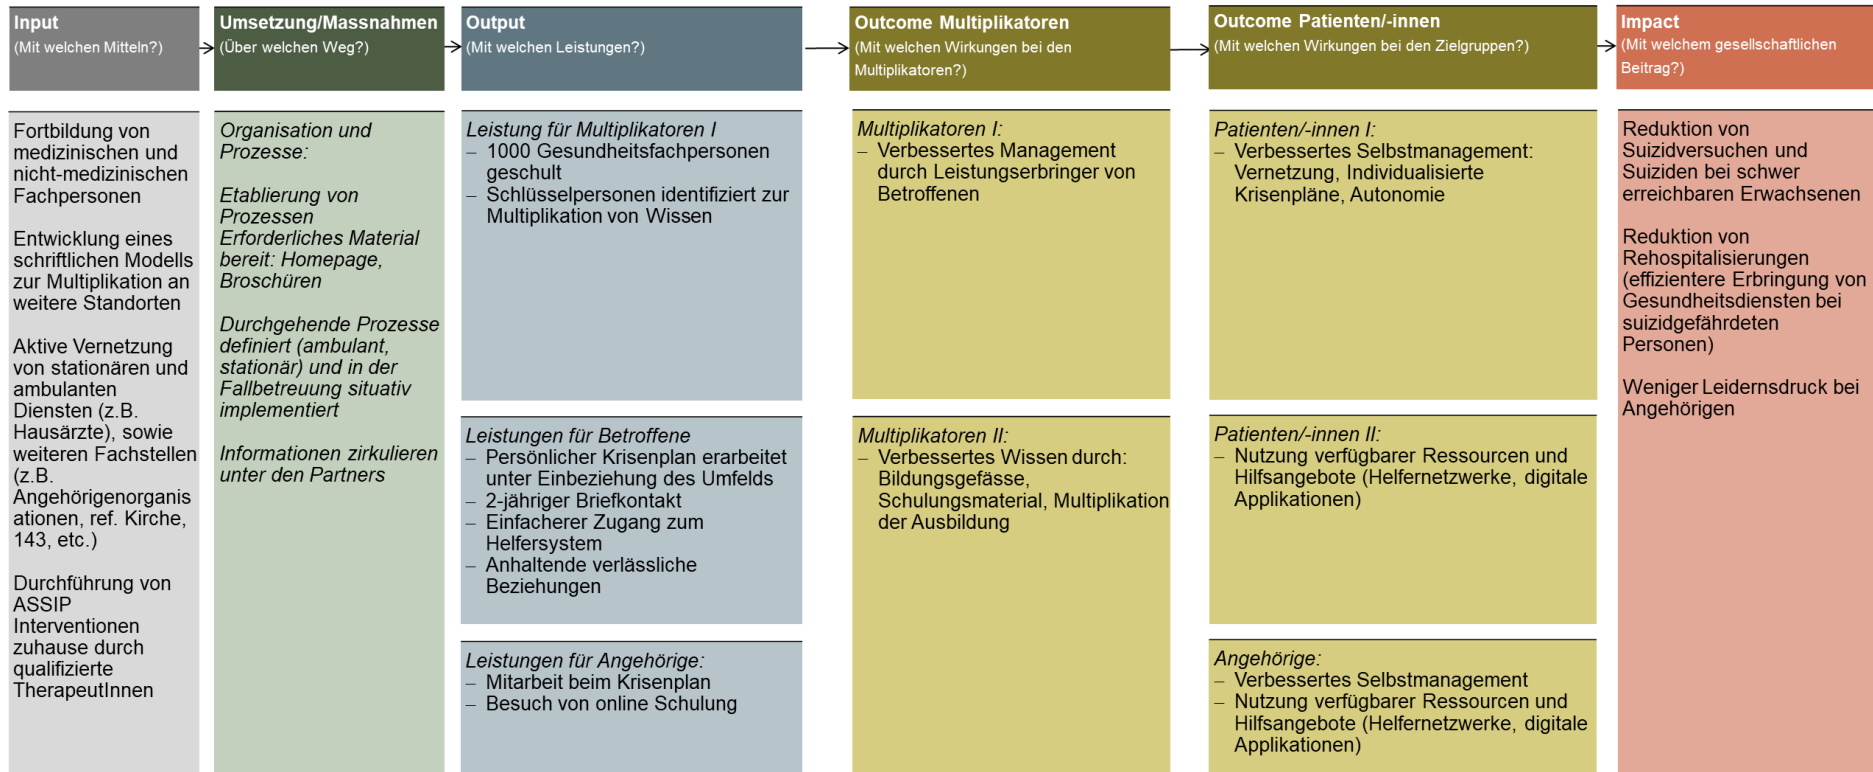 Input
(Mit welchen Mitteln?)
Umsetzung/Massnahmen
(Über welchen Weg?)
Output
(Mit welchen Leistungen?)
Outcome Multiplikatoren
(Mit welchen Wirkungen bei den
Multiplikatoren?)
Outcome Patienten/-innen
(Mit welchen Wirkungen bei den Zielgruppen?)
Impact
(Mit welchem gesellschaftlichen
Beitrag?)
Fortbildung von
medizinischen und
nicht-medizinischen
Fachpersonen
Entwicklung eines
schriftlichen Modells
zur Multiplikation an
weitere Standorten
Aktive Vernetzung
von stationären und
ambulanten
Diensten (z.B.
Hausärzte), sowie
weiteren Fachstellen
(z.B.
Angehörigenorganis
ationen, ref. Kirche,
143, etc.)
Durchführung von
ASSIP
Interventionen
zuhause durch
qualifizierte
TherapeutInnen
Organisation und
Prozesse:
Etablierung von
Prozessen
Erforderliches Material
bereit: Homepage,
Broschüren
Durchgehende Prozesse
definiert (ambulant,
stationär) und in der
Fallbetreuung situativ
implementiert
Informationen zirkulieren
unter den Partners
Leistung für Multiplikatoren I
– 1000 Gesundheitsfachpersonen
geschult
– Schlüsselpersonen identifiziert zur
Multiplikation von Wissen
Leistungen für Betroffene
– Persönlicher Krisenplan erarbeitet
unter Einbeziehung des Umfelds
– 2-jähriger Briefkontakt
– Einfacherer Zugang zum
Helfersystem
– Anhaltende verlässliche
Beziehungen
Leistungen für Angehörige:
– Mitarbeit beim Krisenplan
– Besuch von online Schulung
Multiplikatoren I:
– Verbessertes Management
durch Leistungserbringer von
Betroffenen
Multiplikatoren II:
– Verbessertes Wissen durch:
Bildungsgefässe,
Schulungsmaterial, Multiplikation
der Ausbildung
Patienten/-innen I:
– Verbessertes Selbstmanagement:
Vernetzung, Individualisierte
Krisenpläne, Autonomie
Patienten/-innen II:
– Nutzung verfügbarer Ressourcen und
Hilfsangebote (Helfernetzwerke, digitale
Applikationen)
Angehörige:
– Verbessertes Selbstmanagement
– Nutzung verfügbarer Ressourcen und
Hilfsangebote (Helfernetzwerke, digitale
Applikationen)
Reduktion von
Suizidversuchen und
Suiziden bei schwer
erreichbaren Erwachsenen
Reduktion von
Rehospitalisierungen
(effizientere Erbringung von
Gesundheitsdiensten bei
suizidgefährdeten
Personen)
Weniger Leidernsdruck bei
Angehörigen